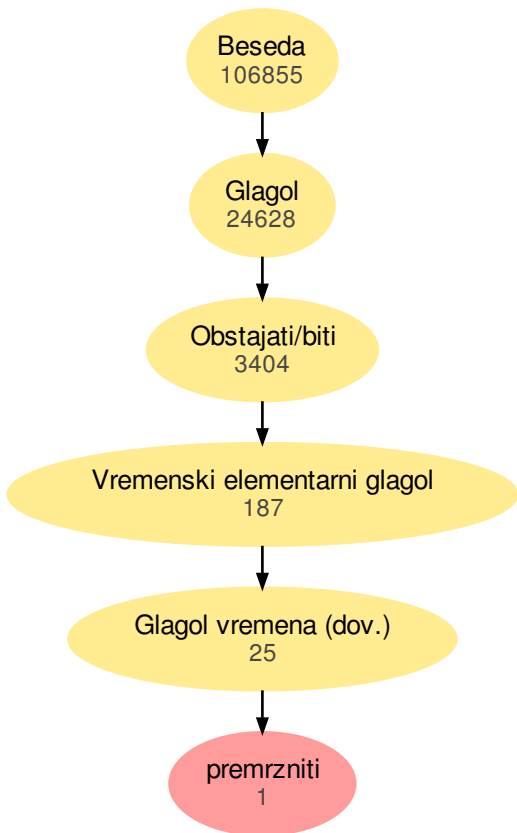 Beseda
106855
Glagol
24628
Obstajati/biti
3404
Vremenski elementarni glagol
187
Glagol vremena (dov.)
25
premrzniti
1